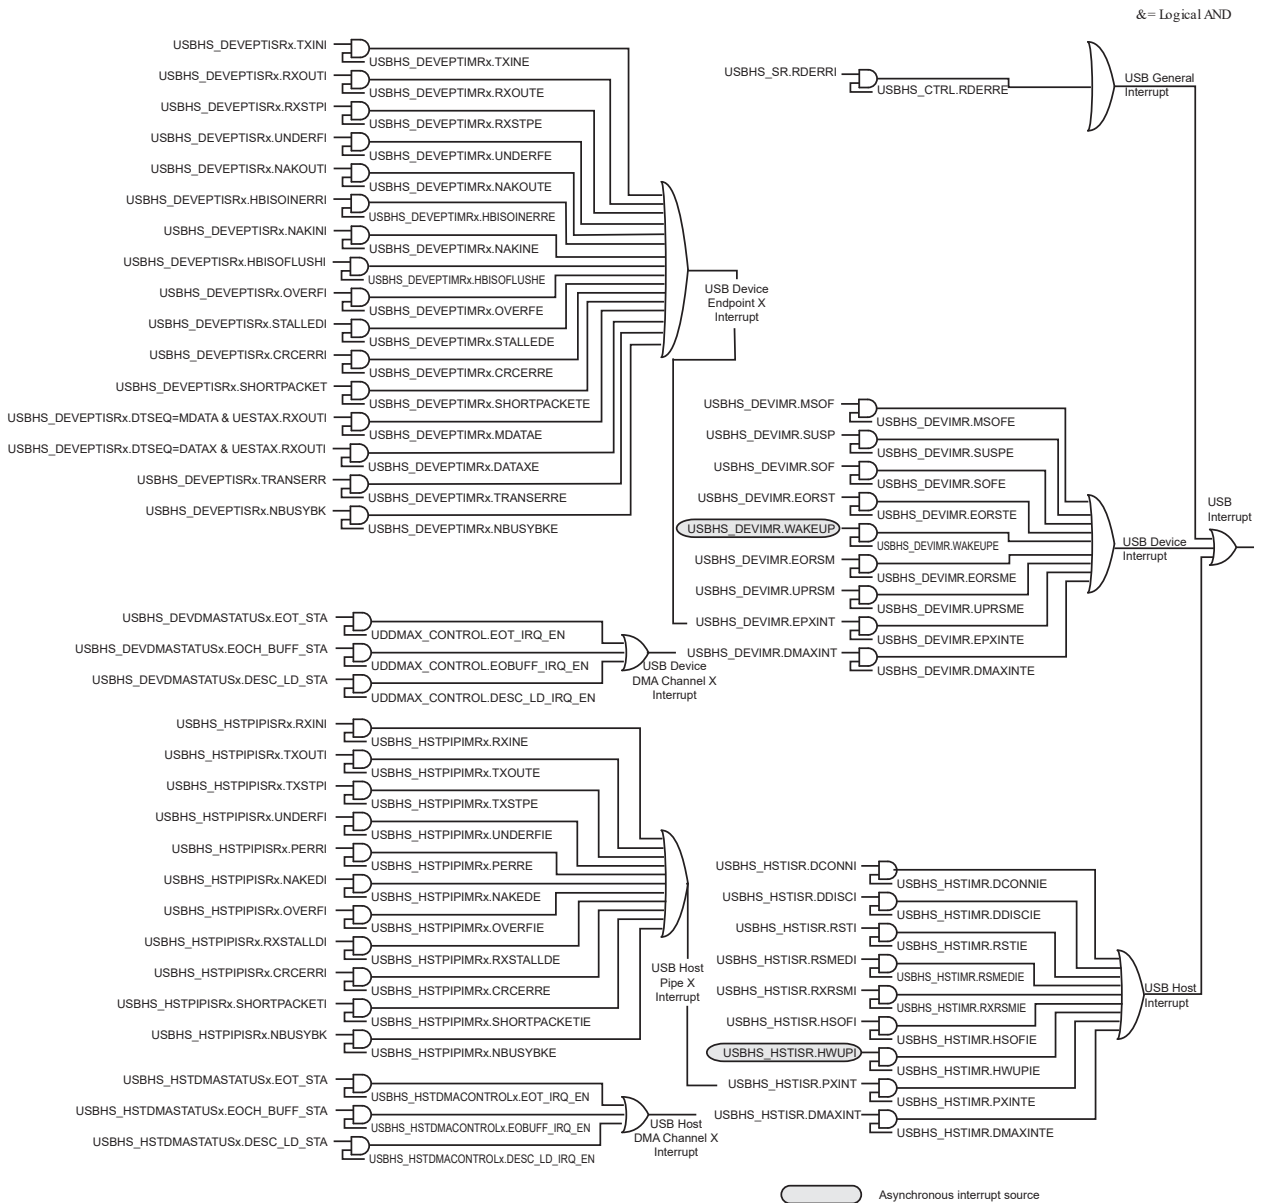 &= Logical AND
USBHS_DEVEPTISRx.TXINI
USBHS_DEVEPTIMRx.TXINE
USBHS_DEVEPTISRx.RXOUTI
USBHS_DEVEPTIMRx.RXOUTE
USBHS_DEVEPTISRx.RXSTPI
USBHS_DEVEPTIMRx.RXSTPE
USBHS_DEVEPTISRx.UNDERFI
USBHS_DEVEPTIMRx.UNDERFE
USBHS_DEVEPTISRx.NAKOUTI
USBHS_DEVEPTIMRx.NAKOUTE
USBHS_DEVEPTISRx.HBISOINERRI
USBHS_DEVEPTIMRx.HBISOINERRE
USBHS_DEVEPTISRx.NAKINI
USBHS_DEVEPTIMRx.NAKINE
USBHS_DEVEPTISRx.HBISOFLUSHI
USBHS_DEVEPTIMRx.HBISOFLUSHE
USBHS_DEVEPTISRx.OVERFI
USBHS_DEVEPTIMRx.OVERFE
USBHS_DEVEPTISRx.STALLEDI
USBHS_DEVEPTIMRx.STALLEDE
USBHS_DEVEPTISRx.CRCERRI
USBHS_DEVEPTIMRx.CRCERRE
USBHS_DEVEPTISRx.SHORTPACKET
USBHS_DEVEPTIMRx.SHORTPACKETE
USBHS_DEVEPTISRx.DTSEQ=MDATA & UESTAX.RXOUTI
USBHS_DEVEPTIMRx.MDATAE
USBHS_DEVEPTISRx.DTSEQ=DATAX & UESTAX.RXOUTI
USBHS_DEVEPTIMRx.DATAXE
USBHS_DEVEPTISRx.TRANSERR
USBHS_DEVEPTIMRx.TRANSERRE
USBHS_DEVEPTISRx.NBUSYBK
USBHS_DEVEPTIMRx.NBUSYBKE
USB Device
Endpoint X
Interrupt
USBHS_SR.RDERRI
USBHS_CTRL.RDERRE
USB General
Interrupt
USBHS_DEVIMR.MSOF
USBHS_DEVIMR.MSOFE
USBHS_DEVIMR.SUSP
USBHS_DEVIMR.SUSPE
USBHS_DEVIMR.SOF
USBHS_DEVIMR.SOFE
USBHS_DEVIMR.EORST
USBHS_DEVIMR.EORSTE
USBHS_DEVIMR.WAKEUP
USBHS_DEVIMR.WAKEUPE
USBHS_DEVIMR.EORSM
USBHS_DEVIMR.EORSME
USBHS_DEVIMR.UPRSM
USBHS_DEVIMR.UPRSME
USBHS_DEVIMR.EPXINT
USBHS_DEVIMR.EPXINTE
USBHS_DEVIMR.DMAXINT
USBHS_DEVIMR.DMAXINTE
USB Device
Interrupt
USB
Interrupt
USBHS_DEVDMASTATUSx.EOT_STA
UDDMAX_CONTROL.EOT_IRQ_EN
USBHS_DEVDMASTATUSx.EOCH_BUFF_STA
UDDMAX_CONTROL.EOBUFF_IRQ_EN
USBHS_DEVDMASTATUSx.DESC_LD_STA
UDDMAX_CONTROL.DESC_LD_IRQ_EN
USB Device
DMA Channel X
Interrupt
USBHS_HSTPIPISRx.RXINI
USBHS_HSTPIPIMRx.RXINE
USBHS_HSTPIPISRx.TXOUTI
USBHS_HSTPIPIMRx.TXOUTE
USBHS_HSTPIPISRx.TXSTPI
USBHS_HSTPIPIMRx.TXSTPE
USBHS_HSTPIPISRx.UNDERFI
USBHS_HSTPIPIMRx.UNDERFIE
USBHS_HSTPIPISRx.PERRI
USBHS_HSTPIPIMRx.PERRE
USBHS_HSTPIPISRx.NAKEDI
USBHS_HSTPIPIMRx.NAKEDE
USBHS_HSTPIPISRx.OVERFI
USBHS_HSTPIPIMRx.OVERFIE
USBHS_HSTPIPISRx.RXSTALLDI
USBHS_HSTPIPIMRx.RXSTALLDE
USBHS_HSTPIPISRx.CRCERRI
USBHS_HSTPIPIMRx.CRCERRE
USBHS_HSTPIPISRx.SHORTPACKETI
USBHS_HSTPIPIMRx.SHORTPACKETIE
USBHS_HSTPIPISRx.NBUSYBK
USBHS_HSTPIPIMRx.NBUSYBKE
USB Host
Pipe X
Interrupt
USBHS_HSTISR.DCONNI
USBHS_HSTIMR.DCONNIE
USBHS_HSTISR.DDISCI
USBHS_HSTIMR.DDISCIE
USBHS_HSTISR.RSTI
USBHS_HSTIMR.RSTIE
USBHS_HSTISR.RSMEDI
USBHS_HSTIMR.RSMEDIE
USBHS_HSTISR.RXRSMI
USBHS_HSTIMR.RXRSMIE
USBHS_HSTISR.HSOFI
USBHS_HSTIMR.HSOFIE
USBHS_HSTISR.HWUPI
USBHS_HSTIMR.HWUPIE
USBHS_HSTISR.PXINT
USBHS_HSTIMR.PXINTE
USBHS_HSTISR.DMAXINT
USBHS_HSTIMR.DMAXINTE
USB Host
Interrupt
USBHS_HSTDMASTATUSx.EOT_STA
USBHS_HSTDMACONTROLx.EOT_IRQ_EN
USBHS_HSTDMASTATUSx.EOCH_BUFF_STA
USBHS_HSTDMACONTROLx.EOBUFF_IRQ_EN
USBHS_HSTDMASTATUSx.DESC_LD_STA
USBHS_HSTDMACONTROLx.DESC_LD_IRQ_EN
USB Host
DMA Channel X
Interrupt
Asynchronous interrupt source